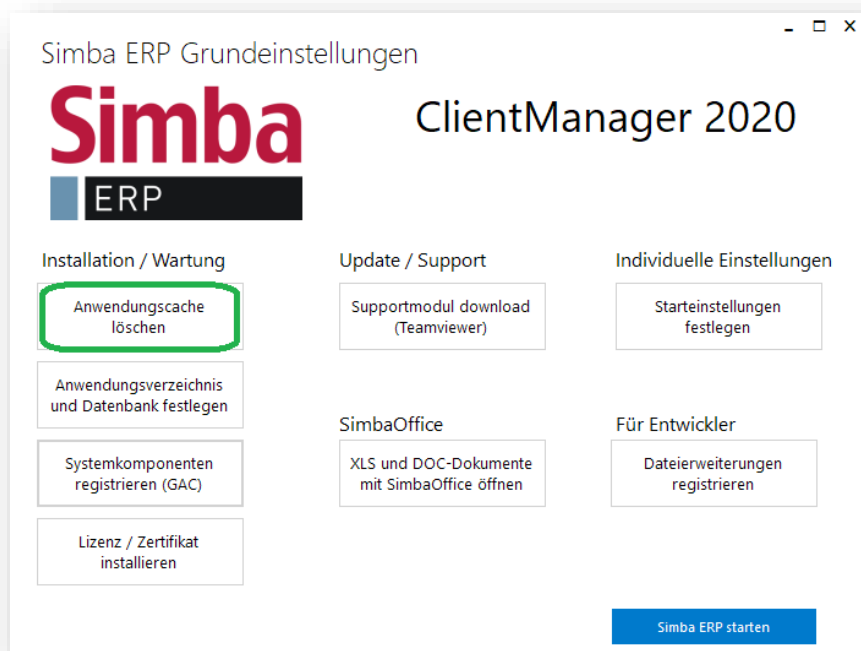 Simba ERP Grundeinstellungen
Simba
ERP
ClientManager 2020
Installation / Wartung
Anwendungscache
löschen
Anwendungsverzeichnis
und Datenbank festlegen
Systemkomponenten
registrieren (GAC)
Lizenz / Zertifikat
installieren
Update / Support
Supportmodul download
(Teamviewer)
SimbaOffice
XLS und DOC-Dokumente
mit SimbaOffice öffnen
Individuelle Einstellungen
Starteinstellungen
festlegen
Für Entwickler
Dateierweiterungen
registrieren
Simba ERP starten